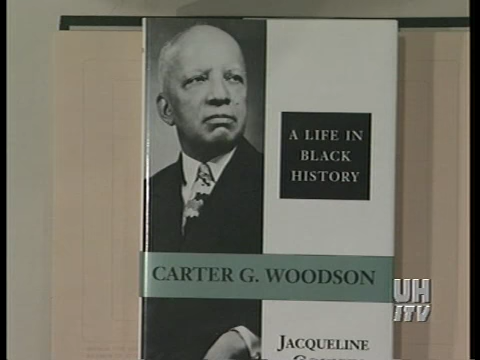 A LIFE IN
BLACK
HISTORY
CARTER G. WOODSON
JACQUELINE
UH
ITV